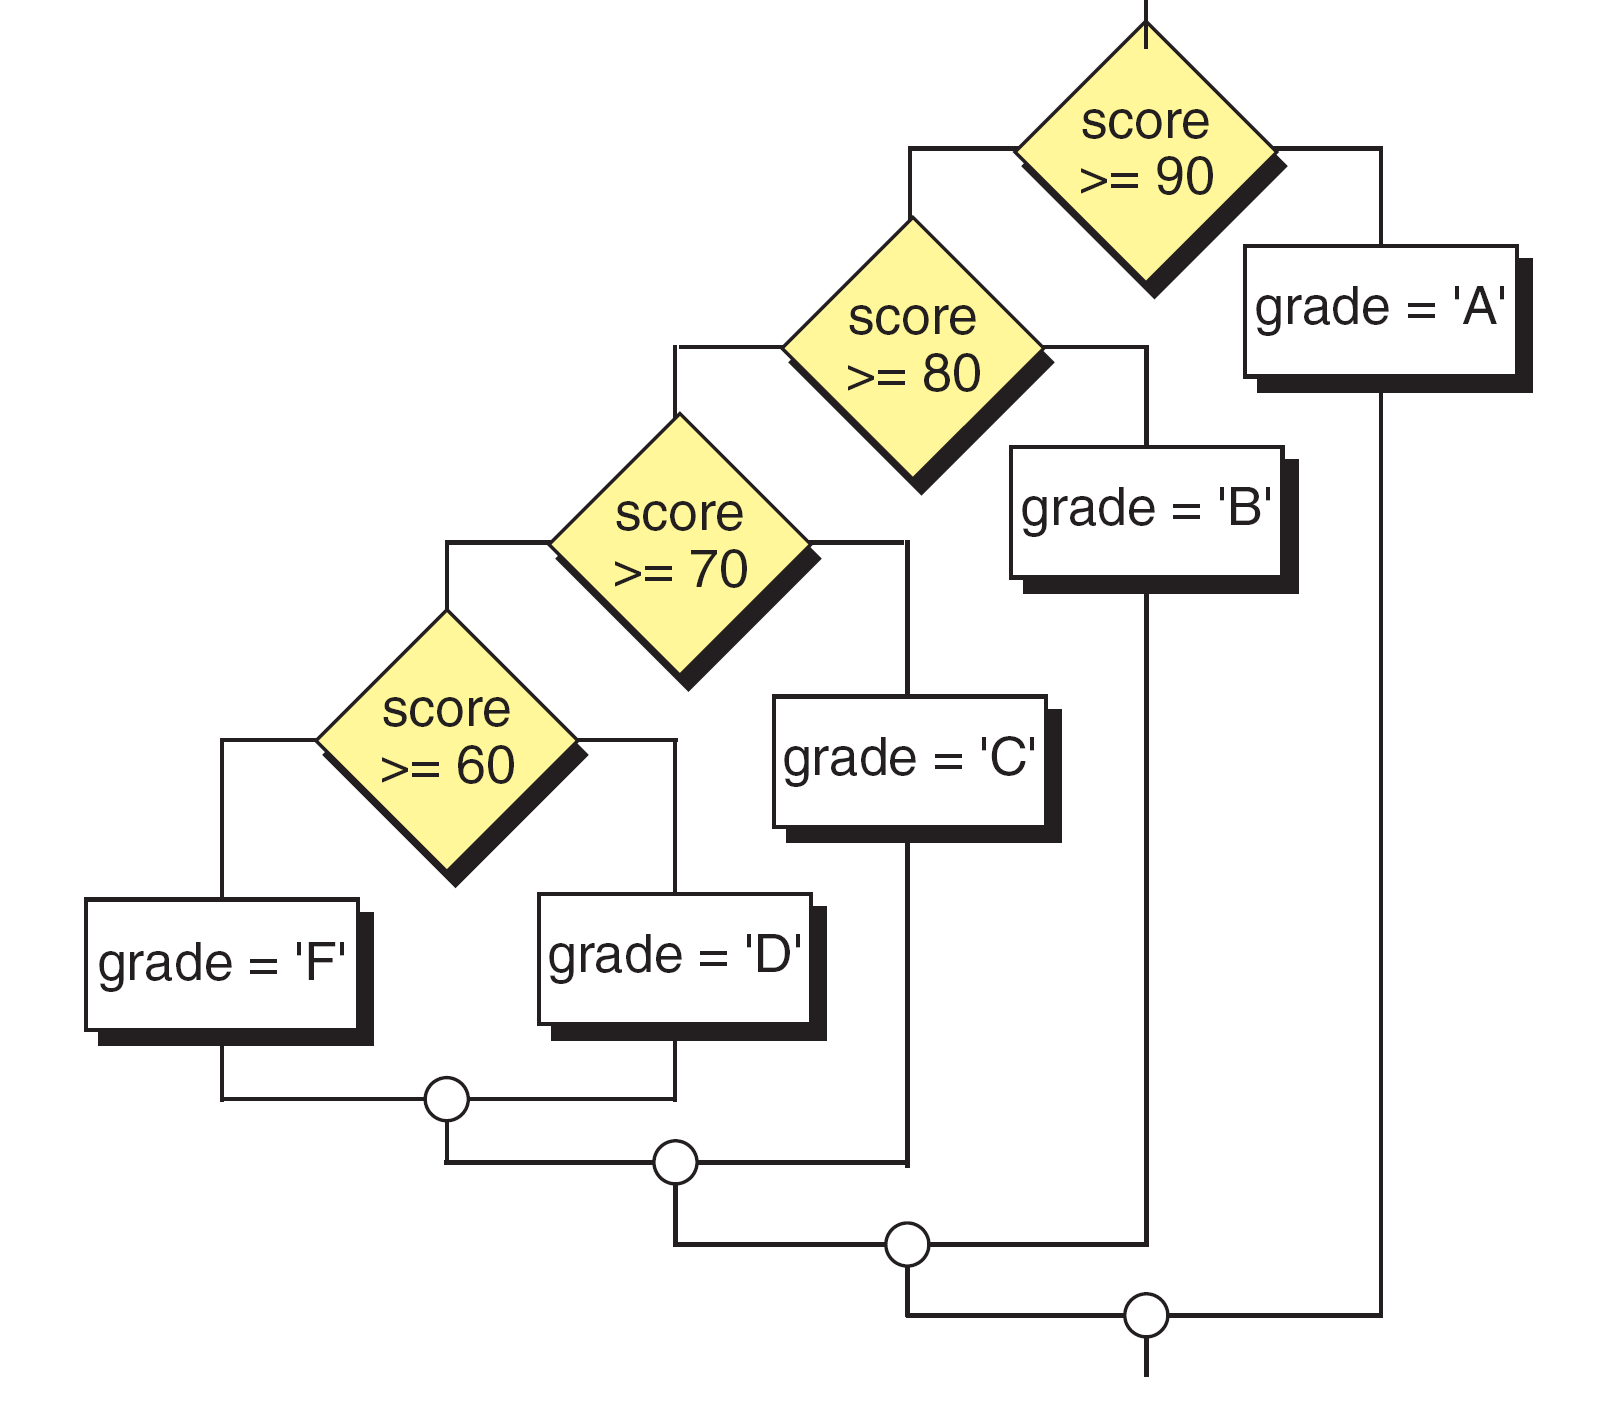 score
>= 90
grade = 'A'
score
>= 80
grade = 'B'
score
>= 70
grade = 'C'
score
>= 60
grade = 'F'
grade = 'D'